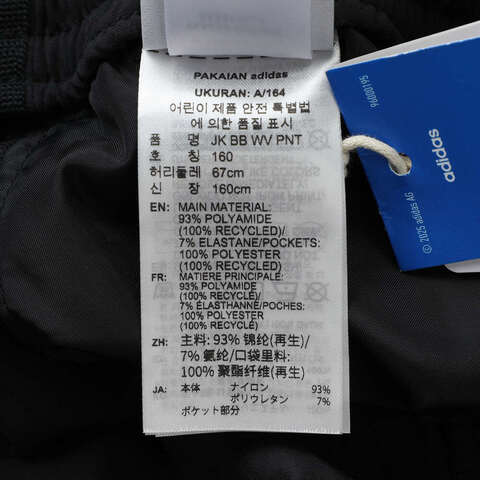 PAKAIAN adidas
UKURAN: A/164
어린이 제품 안전 특별법
에 의한 품질 표시
품 명 JK BB WV PNT
호 칭 160
허리둘레 67cm
신 장 160cm
EN: MAIN MATERIAL:
93% POLYAMIDE
(100% RECYCLED)/
7% ELASTANE/POCKETS:
100% POLYESTER
(100% RECYCLED)
FR: MATIERE PRINCIPALE:
93% POLYAMIDE
(100% RECYCLÉ)/
7% ÉLASTHANNE/POCHES:
100% POLYESTER
(100% RECYCLÉ)
ZH: 主料: 93% 锦纶(再生)/
7% 氨纶/口袋里料:
100% 聚酯纤维(再生)
JA: 本体 ナイロン 93%
ポリウレタン 7%
ポケット部分
96000195
adidas
© 2025 adidas AG